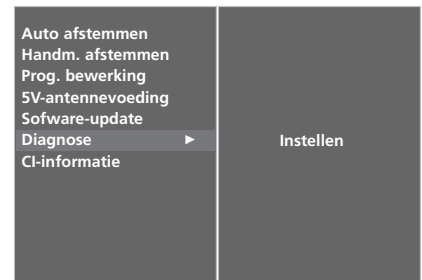 Auto afstemmen
Handm. afstemmen
Prog. bewerking
5V-antennevoeding
Sofware-update
Diagnose ►
Instellen
CI-informatie